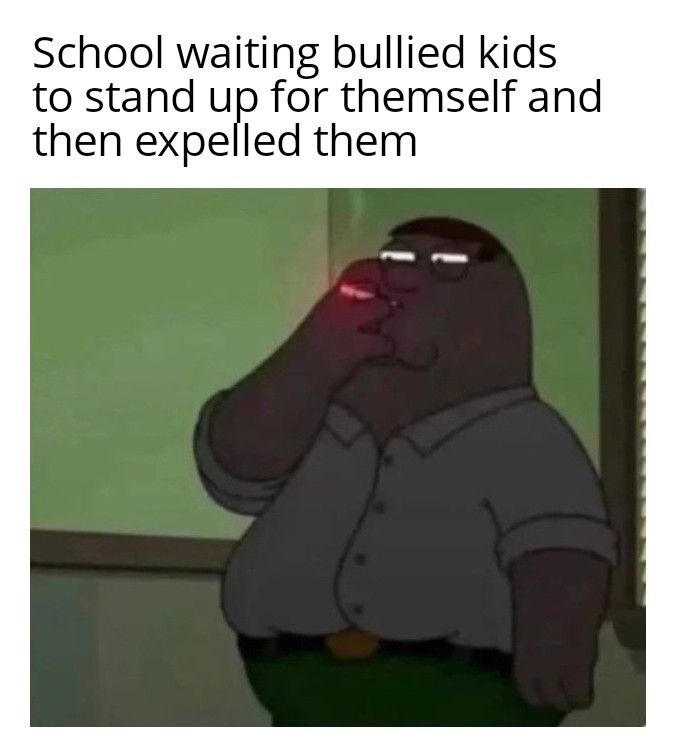 School waiting bullied kids
to stand up for themself and
then expelled them